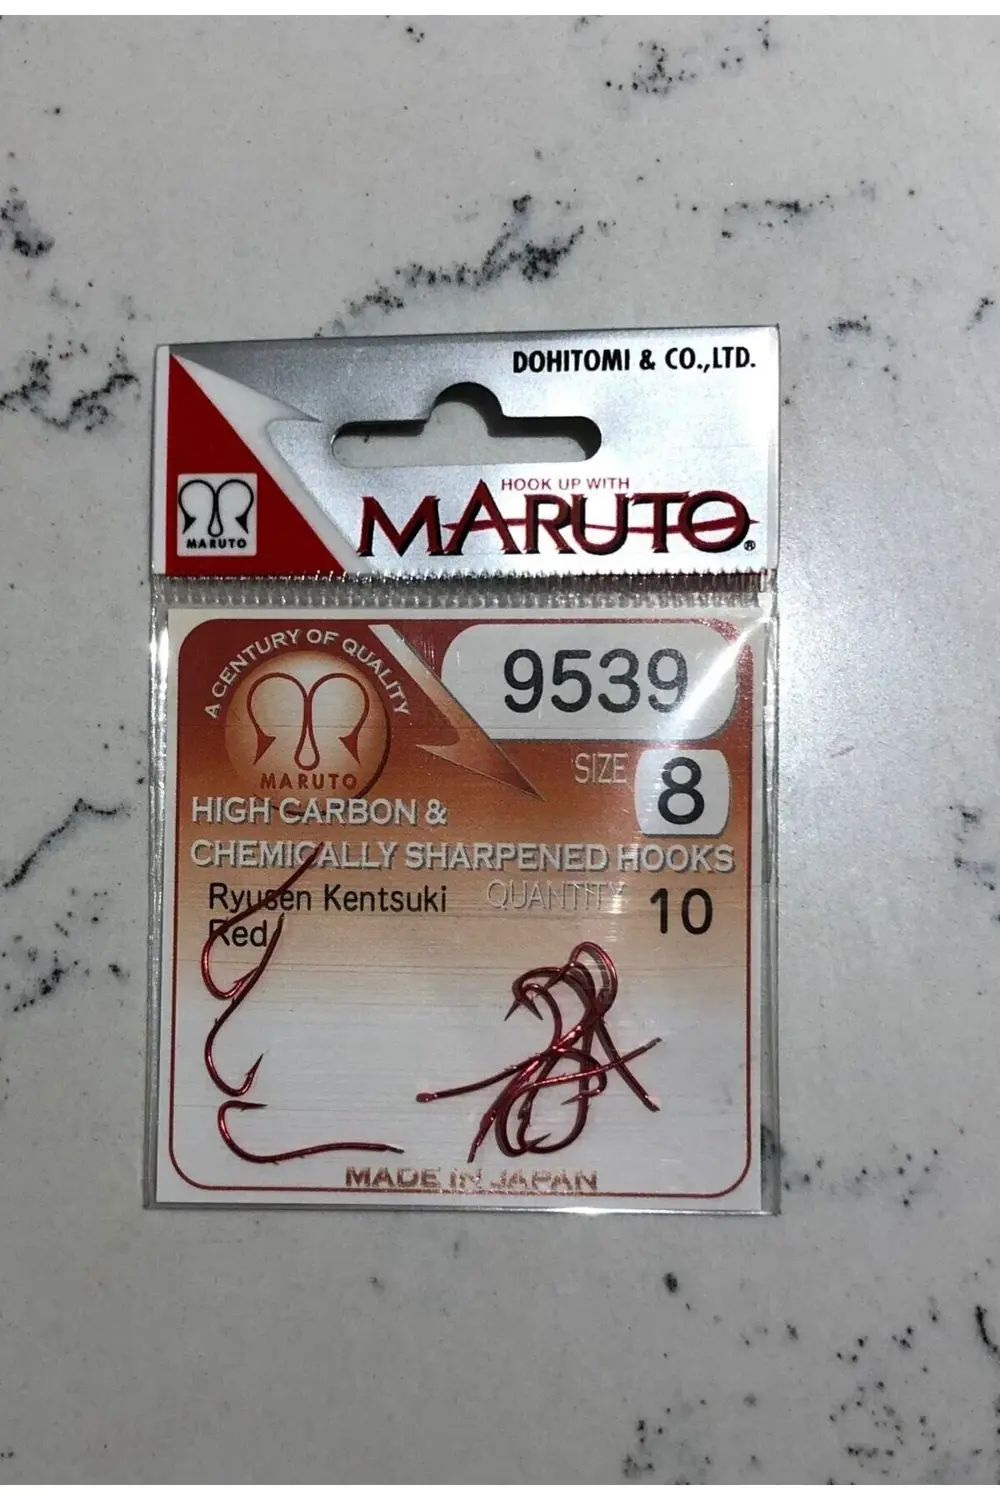 DOHITOMI & CO.,LTD.
HOOK UP WITH
MARUTO®
MARUTO
A CENTURY OF QUALITY
MARUTO
9539
SIZE 8
HIGH CARBON &
CHEMICALLY SHARPENED HOOKS
Ryusen Kentsuki
Red
QUANTITY 10
MADE IN JAPAN